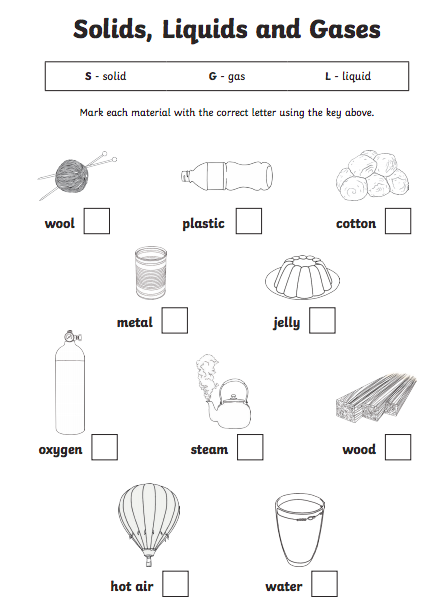 Solids, Liquids and Gases
S - solid G - gas L - liquid
Mark each material with the correct letter using the key above.
wool plastic cotton
metal jelly
oxygen steam wood
hot air water